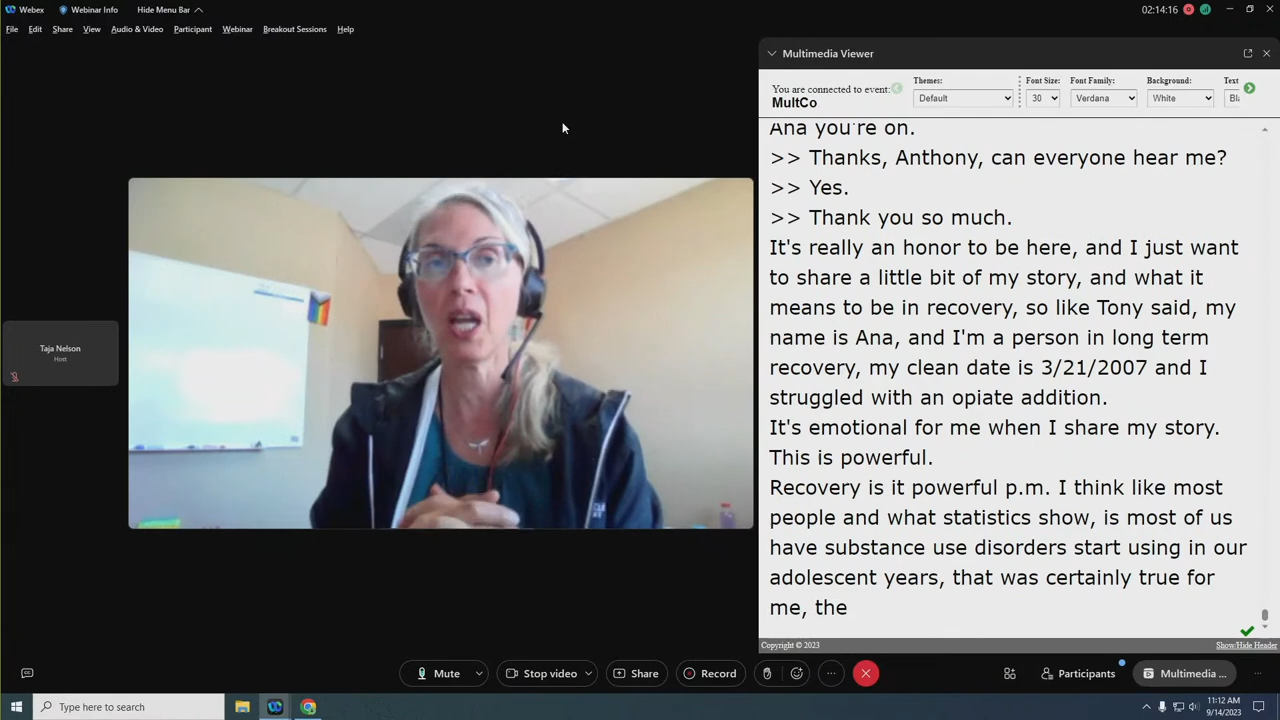 Webex
Webinar Info
Hide Menu Bar
02:14:16
File Edit Share View Audio & Video Participant Webinar Breakout Sessions Help
Multimedia Viewer
You are connected to event:
MultCo
Themes:
Default
Font Size:
30
Font Family:
Verdana
Background:
White
Text
Bla
Taja Nelson
Host
Ana you're on.
>> Thanks, Anthony, can everyone hear me?
>> Yes.
>> Thank you so much.
It's really an honor to be here, and I just want
to share a little bit of my story, and what it
means to be in recovery, so like Tony said, my
name is Ana, and I'm a person in long term
recovery, my clean date is 3/21/2007 and I
struggled with an opiate addition.
It's emotional for me when I share my story.
This is powerful.
Recovery is it powerful p.m. I think like most
people and what statistics show, is most of us
have substance use disorders start using in our
adolescent years, that was certainly true for
me, the
Copyright © 2023
Show/Hide Header
Mute
Stop video
Share
Record
Participants
Multimedia ...
Type here to search
11:12 AM
9/14/2023